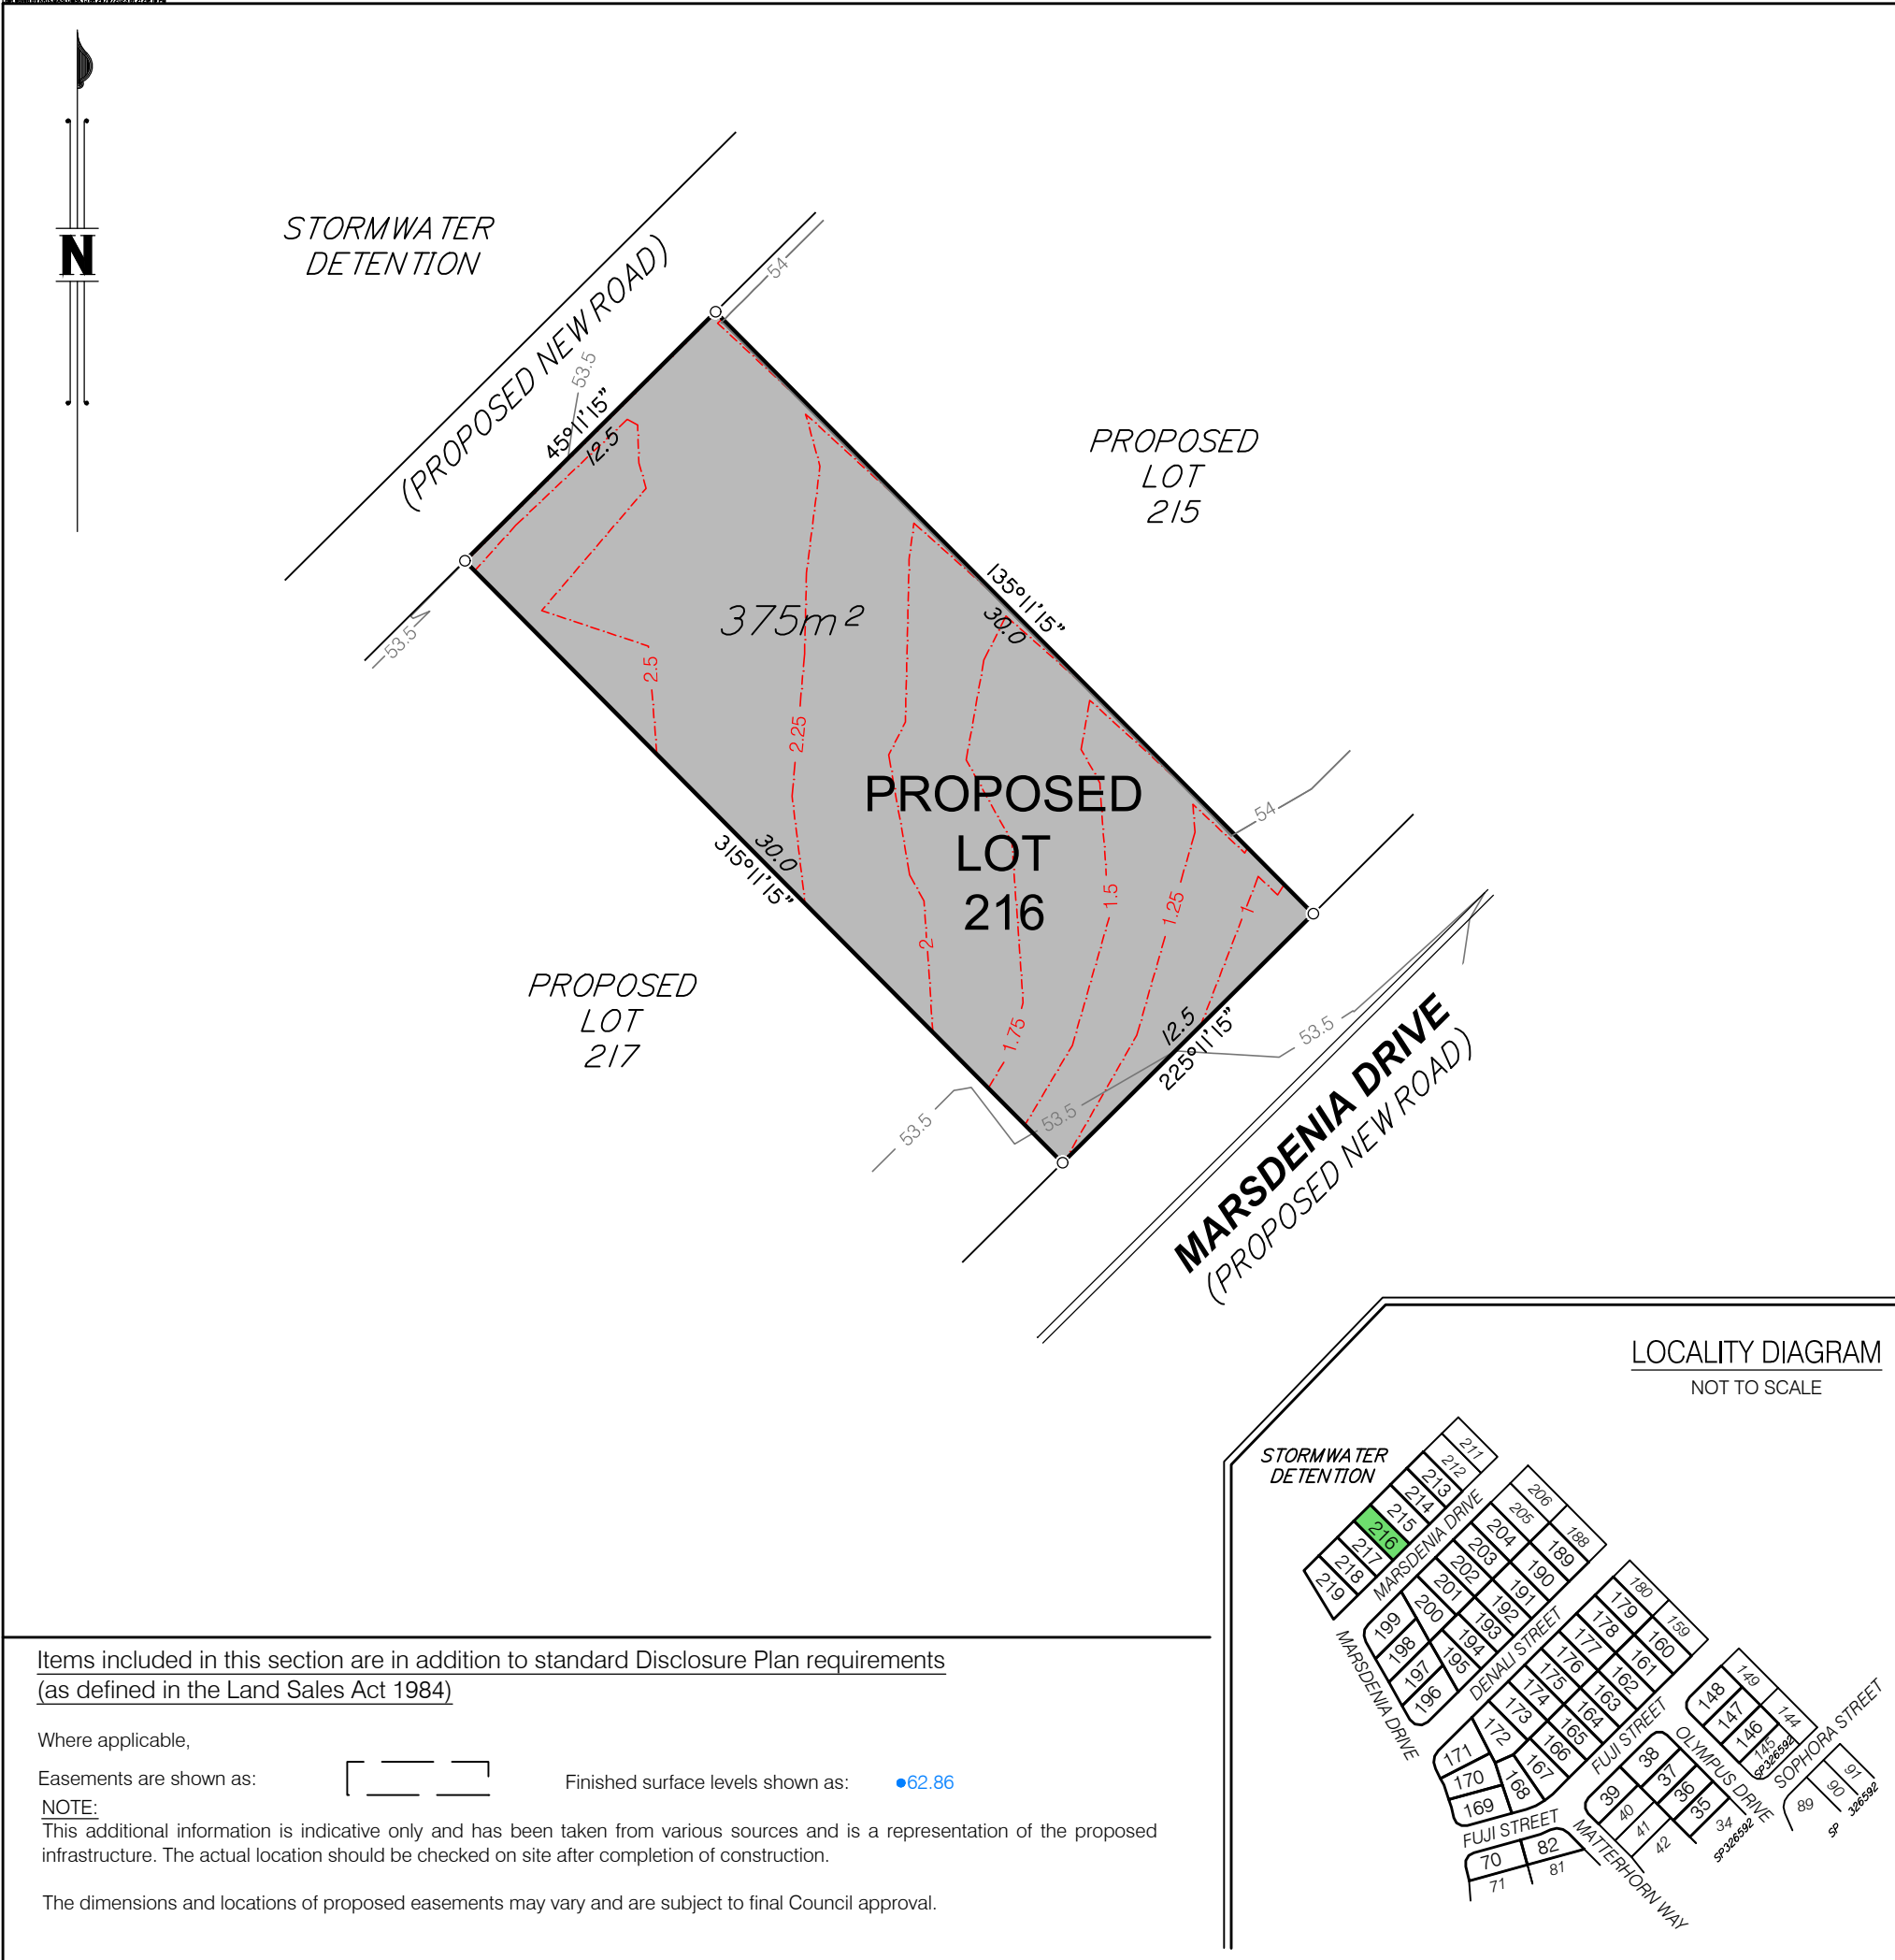 N
STORMWATER
DETENTION
(PROPOSED NEW ROAD)
54
53.5
45°11'15"
12.5
53.5
PROPOSED
LOT
215
135°11'15"
30.0
375m²
2.5
2.25
PROPOSED
LOT
216
54
30.0
315°11'15"
1.5
1.25
1
2
1.75
PROPOSED
LOT
217
12.5
225°11'15"
53.5
53.5
53.5
MARSDENIA DRIVE
(PROPOSED NEW ROAD)
LOCALITY DIAGRAM
NOT TO SCALE
STORMWATER
DETENTION
211
212
213
214
215
216
217
218
219
MARSDENIA DRIVE
206
205
204
203
202
201
200
199
198
197
196
188
189
190
191
192
193
194
195
MARSDENIA DRIVE
DENALI STREET
180
179
178
177
176
175
174
173
172
171
170
169
159
160
161
162
163
164
165
166
167
168
FUJI STREET
FUJI STREET
149
148
147
146
144
145
SP326592
OLYMPUS DRIVE
SOPHORA STREET
38
37
36
35
34
SP326592
39
40
41
42
91
90
89
SP
326592
MATTERHORN WAY
70
82
71
81
Items included in this section are in addition to standard Disclosure Plan requirements
(as defined in the Land Sales Act 1984)
Where applicable,
Easements are shown as:
Finished surface levels shown as:
62.86
NOTE:
This additional information is indicative only and has been taken from various sources and is a representation of the proposed
infrastructure. The actual location should be checked on site after completion of construction.
The dimensions and locations of proposed easements may vary and are subject to final Council approval.